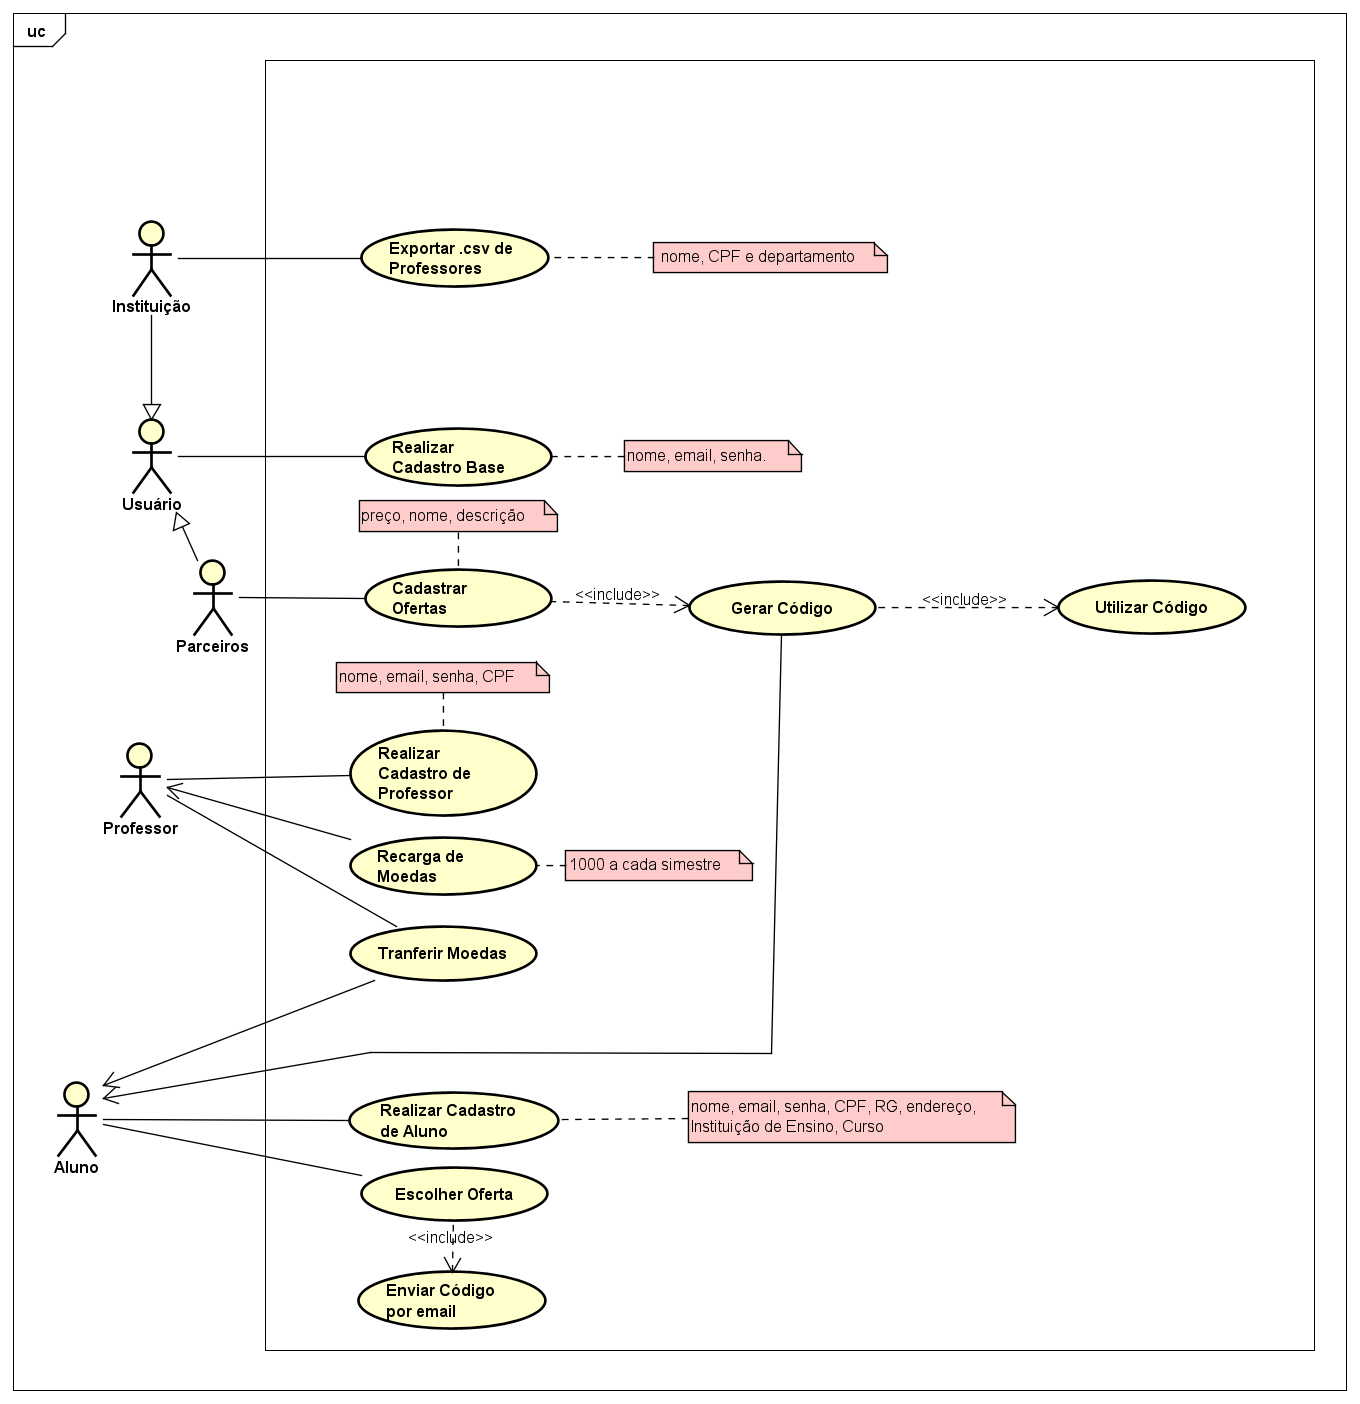 uc
Exportar .csv de
Professores
nome, CPF e departamento
Instituição
Realizar
Cadastro Base
nome, email, senha.
Usuário
preço, nome, descrição
Cadastrar
Ofertas
<<include>>
Gerar Código
<<include>>
Utilizar Código
Parceiros
nome, email, senha, CPF
Realizar
Cadastro de
Professor
Professor
Recarga de
Moedas
1000 a cada simestre
Tranferir Moedas
Realizar Cadastro
de Aluno
nome, email, senha, CPF, RG, endereço,
Instituição de Ensino, Curso
Aluno
Escolher Oferta
<<include>>
Enviar Código
por email